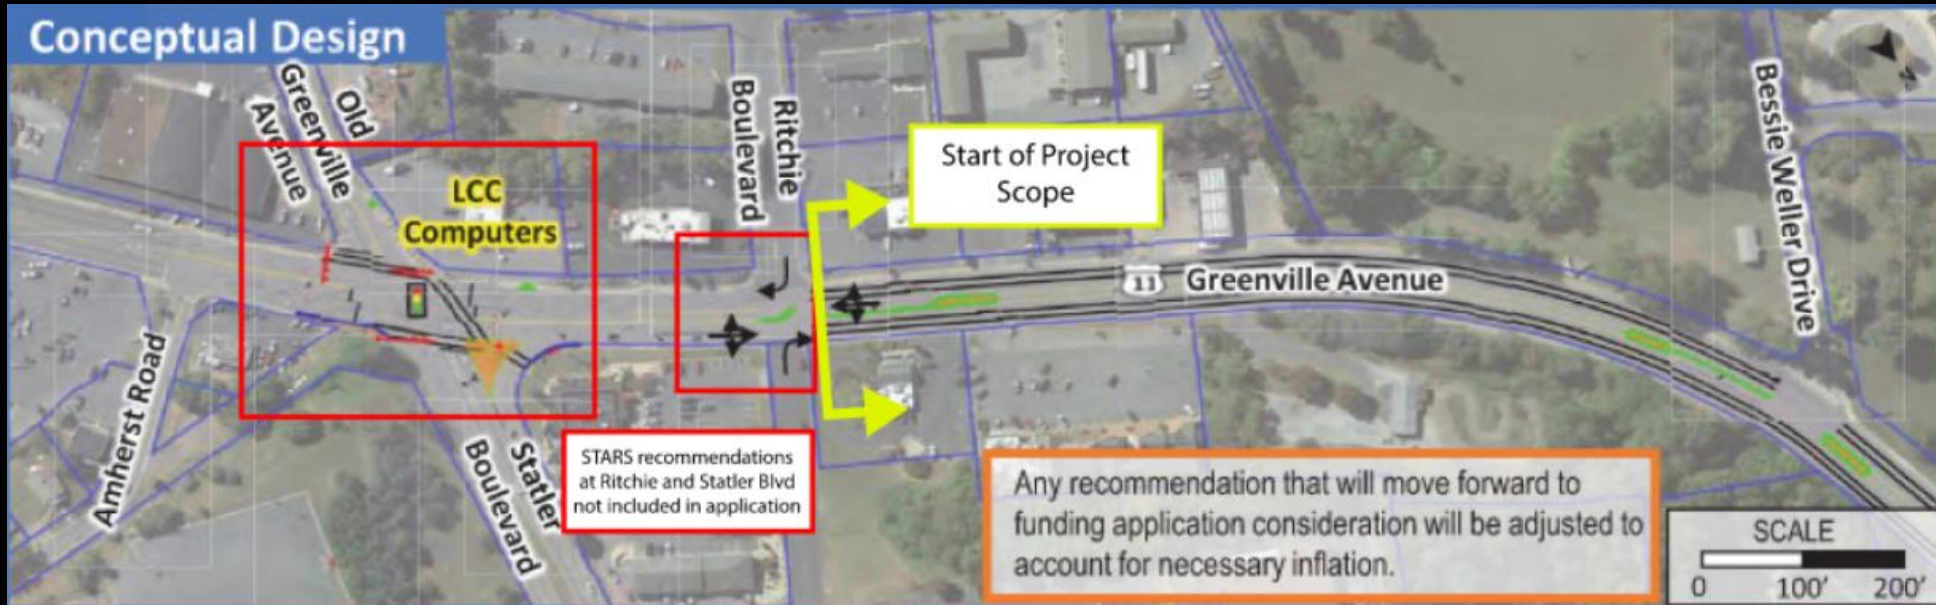 Conceptual Design
Old
Greenville
Avenue
LCC
Computers
Ritchie
Boulevard
Start of Project
Scope
Bessie Weller Drive
N
11
Greenville Avenue
Amherst Road
Statler
Boulevard
STARS recommendations
at Ritchie and Statler Blvd
not included in application
Any recommendation that will move forward to
funding application consideration will be adjusted to
account for necessary inflation.
SCALE
0 100' 200'